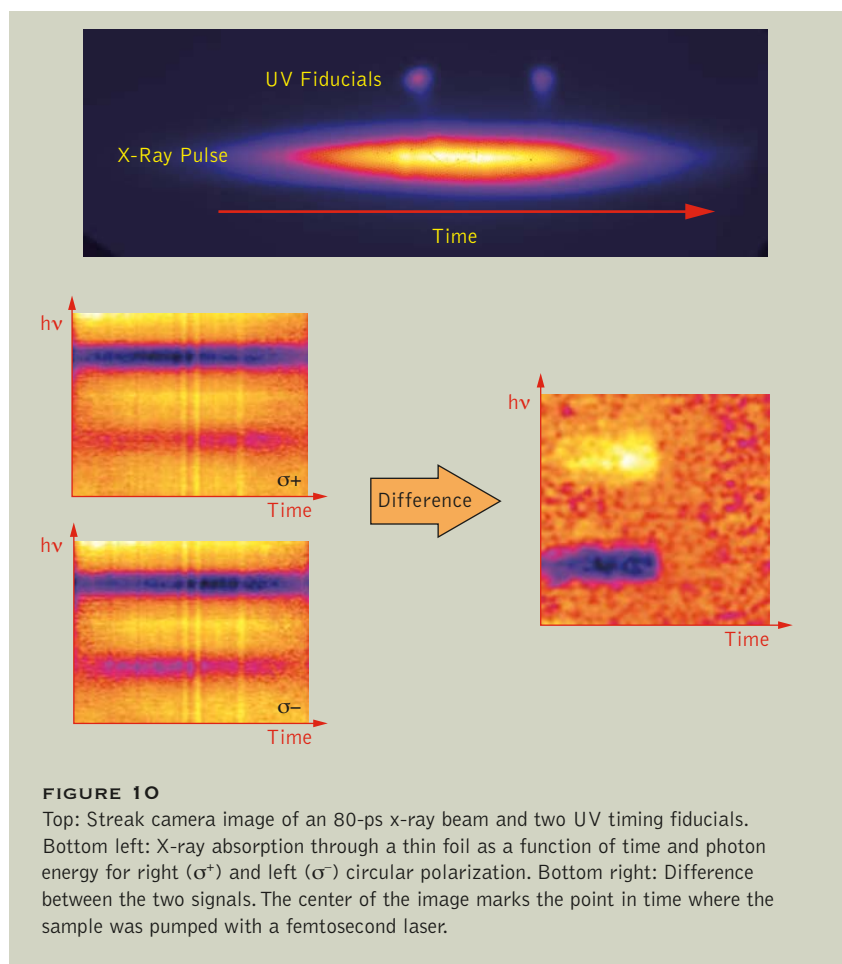 UV Fiducials
X-Ray Pulse
Time
hν
σ+
Time
hν
σ−
Time
Difference
hν
Time
FIGURE 10
Top: Streak camera image of an 80-ps x-ray beam and two UV timing fiducials.
Bottom left: X-ray absorption through a thin foil as a function of time and photon
energy for right (σ⁺) and left (σ⁻) circular polarization. Bottom right: Difference
between the two signals. The center of the image marks the point in time where the
sample was pumped with a femtosecond laser.